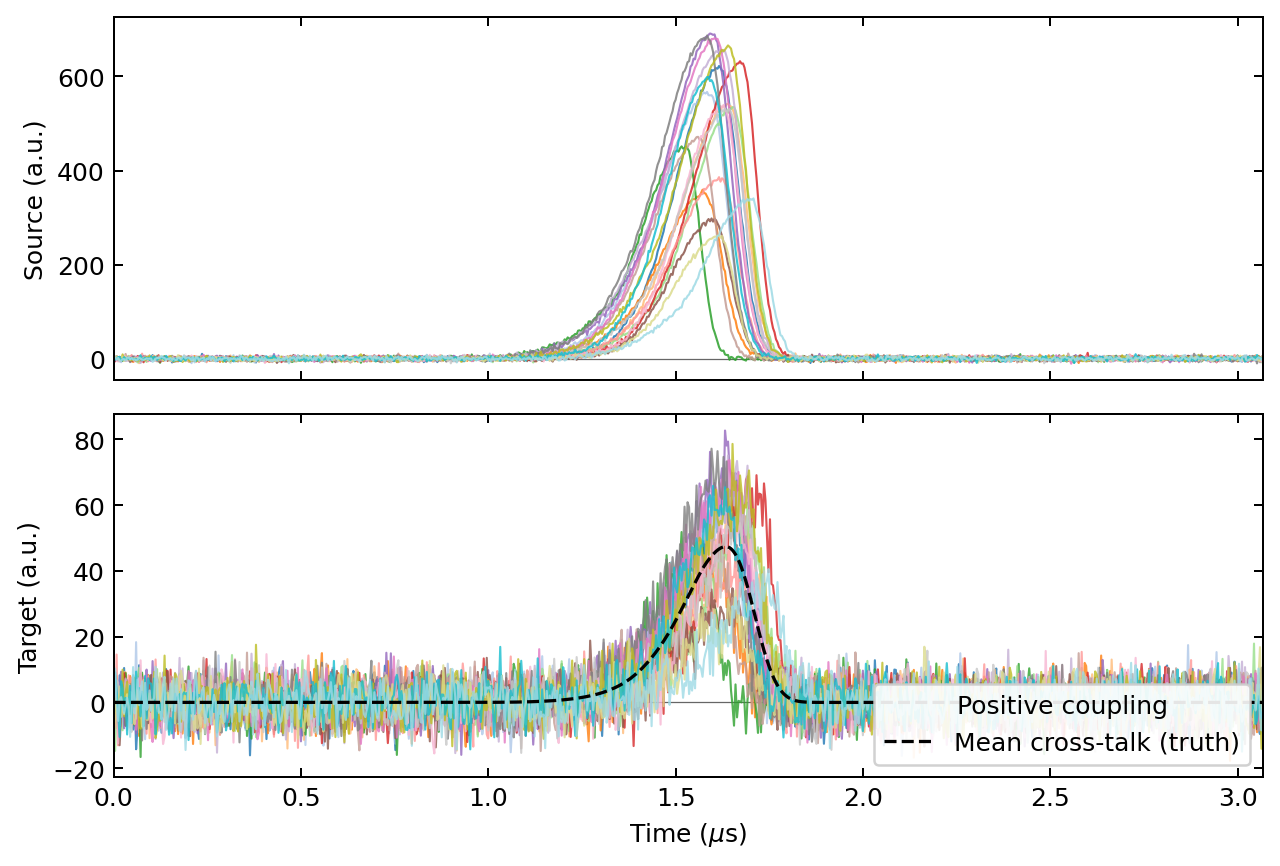 Source (a.u.)
600
400
200
0
Target (a.u.)
80
60
40
20
0
−20
Positive coupling
Mean cross-talk (truth)
0.0 0.5 1.0 1.5 2.0 2.5 3.0
Time (μs)